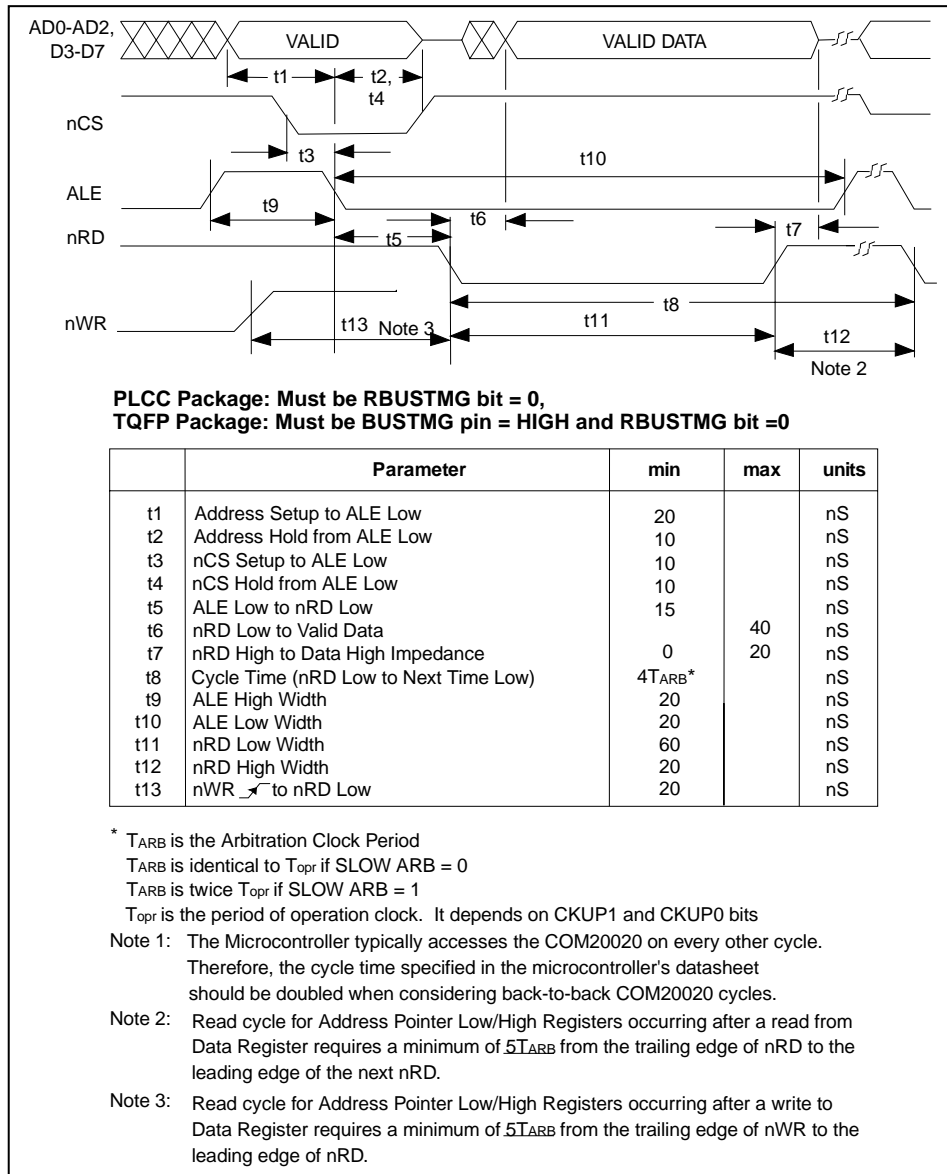 AD0-AD2,
D3-D7
VALID
VALID DATA
t1
t2,
t4
nCS
t3
t10
ALE
t9
t6
t7
nRD
t5
t8
nWR
t13 Note 3
t11
t12
Note 2
PLCC Package: Must be RBUSTMG bit = 0,
TQFP Package: Must be BUSTMG pin = HIGH and RBUSTMG bit =0
Parameter min max units
t1 Address Setup to ALE Low 20 nS
t2 Address Hold from ALE Low 10 nS
t3 nCS Setup to ALE Low 10 nS
t4 nCS Hold from ALE Low 10 nS
t5 ALE Low to nRD Low 15 nS
t6 nRD Low to Valid Data 40 nS
t7 nRD High to Data High Impedance 0 20 nS
t8 Cycle Time (nRD Low to Next Time Low) 4TARB* nS
t9 ALE High Width 20 nS
t10 ALE Low Width 20 nS
t11 nRD Low Width 60 nS
t12 nRD High Width 20 nS
t13 nWR to nRD Low 20 nS
* TARB is the Arbitration Clock Period
TARB is identical to Topr if SLOW ARB = 0
TARB is twice Topr if SLOW ARB = 1
Topr is the period of operation clock. It depends on CKUP1 and CKUP0 bits
Note 1: The Microcontroller typically accesses the COM20020 on every other cycle.
Therefore, the cycle time specified in the microcontroller's datasheet
should be doubled when considering back-to-back COM20020 cycles.
Note 2: Read cycle for Address Pointer Low/High Registers occurring after a read from
Data Register requires a minimum of 5TARB from the trailing edge of nRD to the
leading edge of the next nRD.
Note 3: Read cycle for Address Pointer Low/High Registers occurring after a write to
Data Register requires a minimum of 5TARB from the trailing edge of nWR to the
leading edge of nRD.